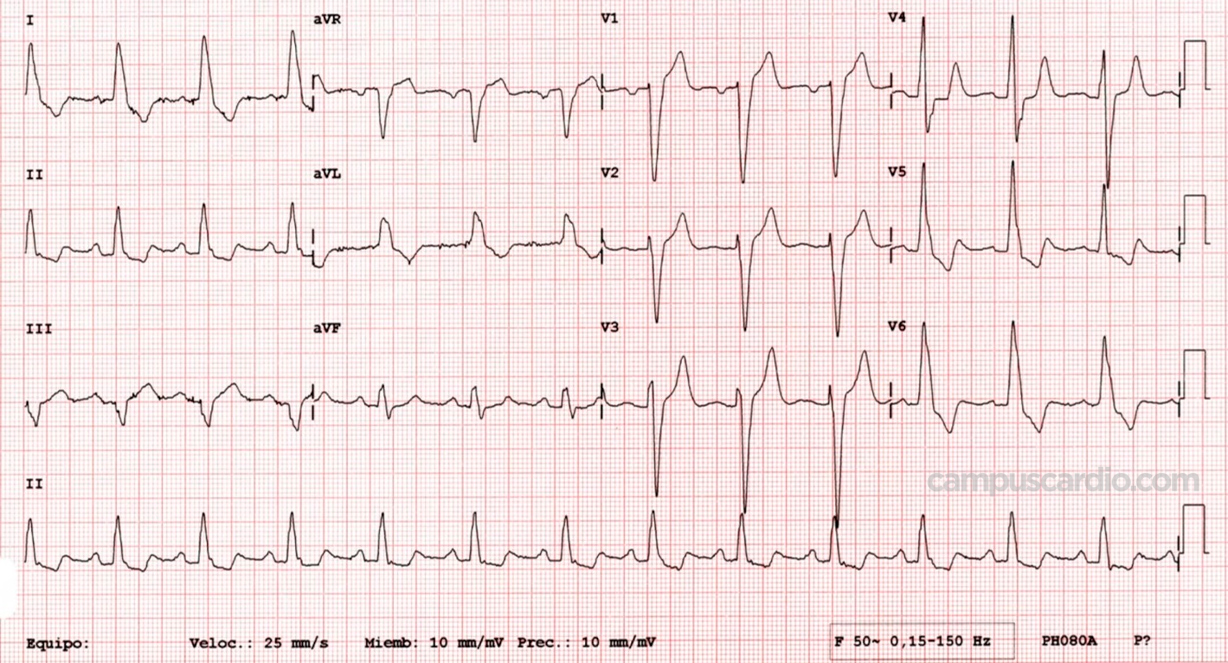 I aVR V1 V4
II aVL V2 V5
III aVF V3 V6
campuscardio.com
II
Equipo: Veloc.: 25 mm/s Miemb: 10 mm/mV Prec.: 10 mm/mV F 50~ 0,15-150 Hz PH080A P?